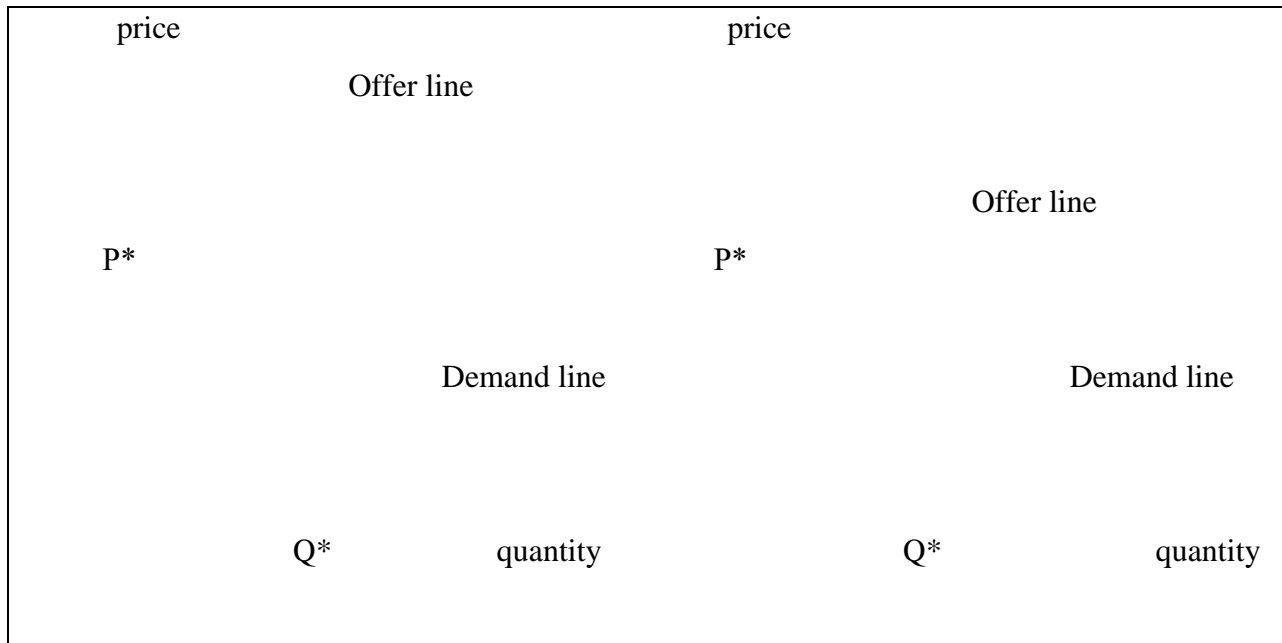 price price
Offer line
Offer line
P* P*
Demand line Demand line
Q* quantity Q* quantity